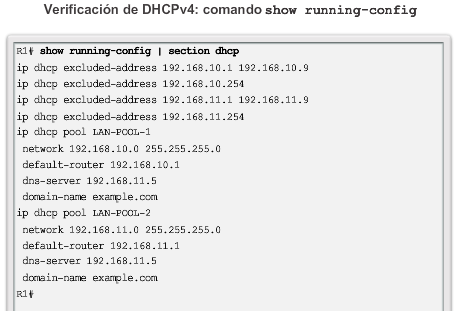 Verificación de DHCPv4: comando show running-config
R1# show running-config | section dhcp
ip dhcp excluded-address 192.168.10.1 192.168.10.9
ip dhcp excluded-address 192.168.10.254
ip dhcp excluded-address 192.168.11.1 192.168.11.9
ip dhcp excluded-address 192.168.11.254
ip dhcp pool LAN-POOL-1
network 192.168.10.0 255.255.255.0
default-router 192.168.10.1
dns-server 192.168.11.5
domain-name example.com
ip dhcp pool LAN-POOL-2
network 192.168.11.0 255.255.255.0
default-router 192.168.11.1
dns-server 192.168.11.5
domain-name example.com
R1#